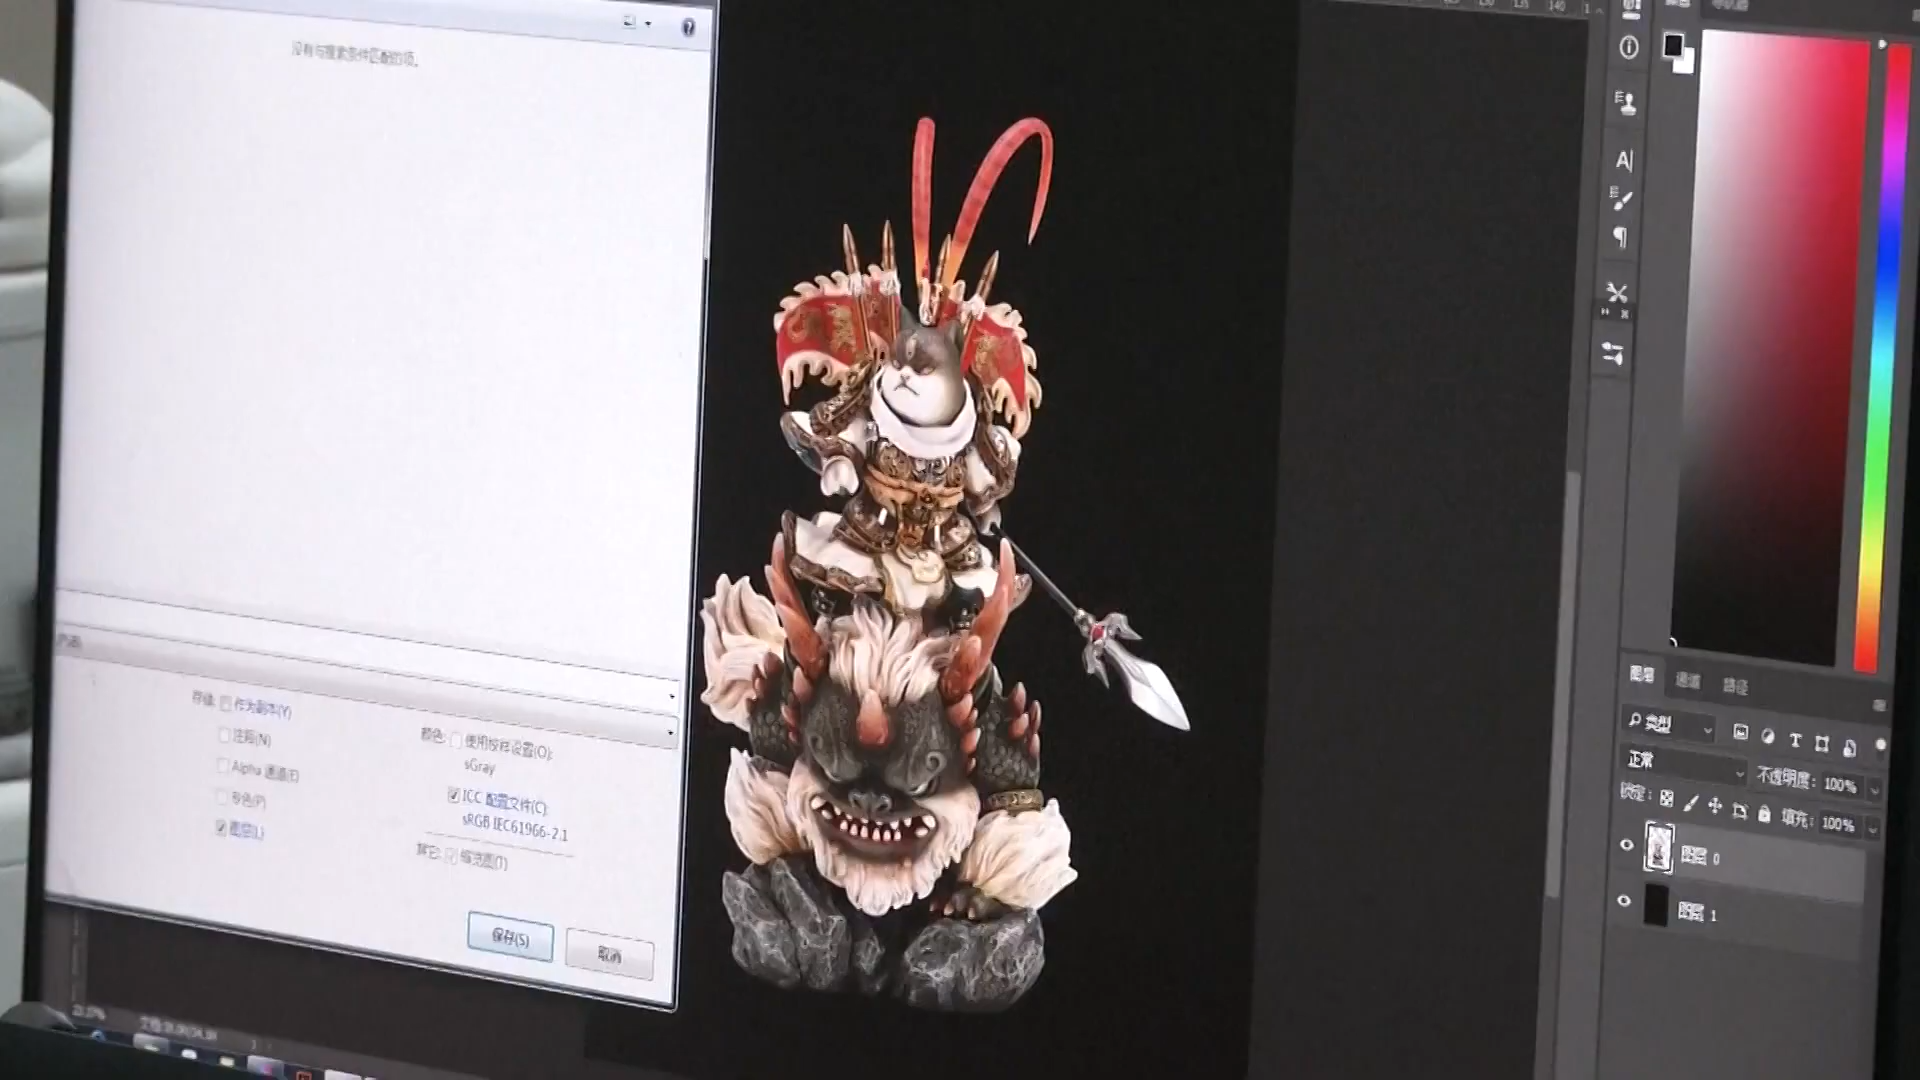 没有与搜索条件匹配的项。
存储:
作为副本(Y)
注释(N)
Alpha 通道(E)
专色(P)
图层(L)
颜色:
使用校样设置(O):
sGray
ICC 配置文件(C):
sRGB IEC61966-2.1
其它:
缩览图(T)
保存(S)
取消
130
135
140
图层
通道
路径
类型
正常
不透明度: 100%
锁定:
填充: 100%
图层 0
图层 1